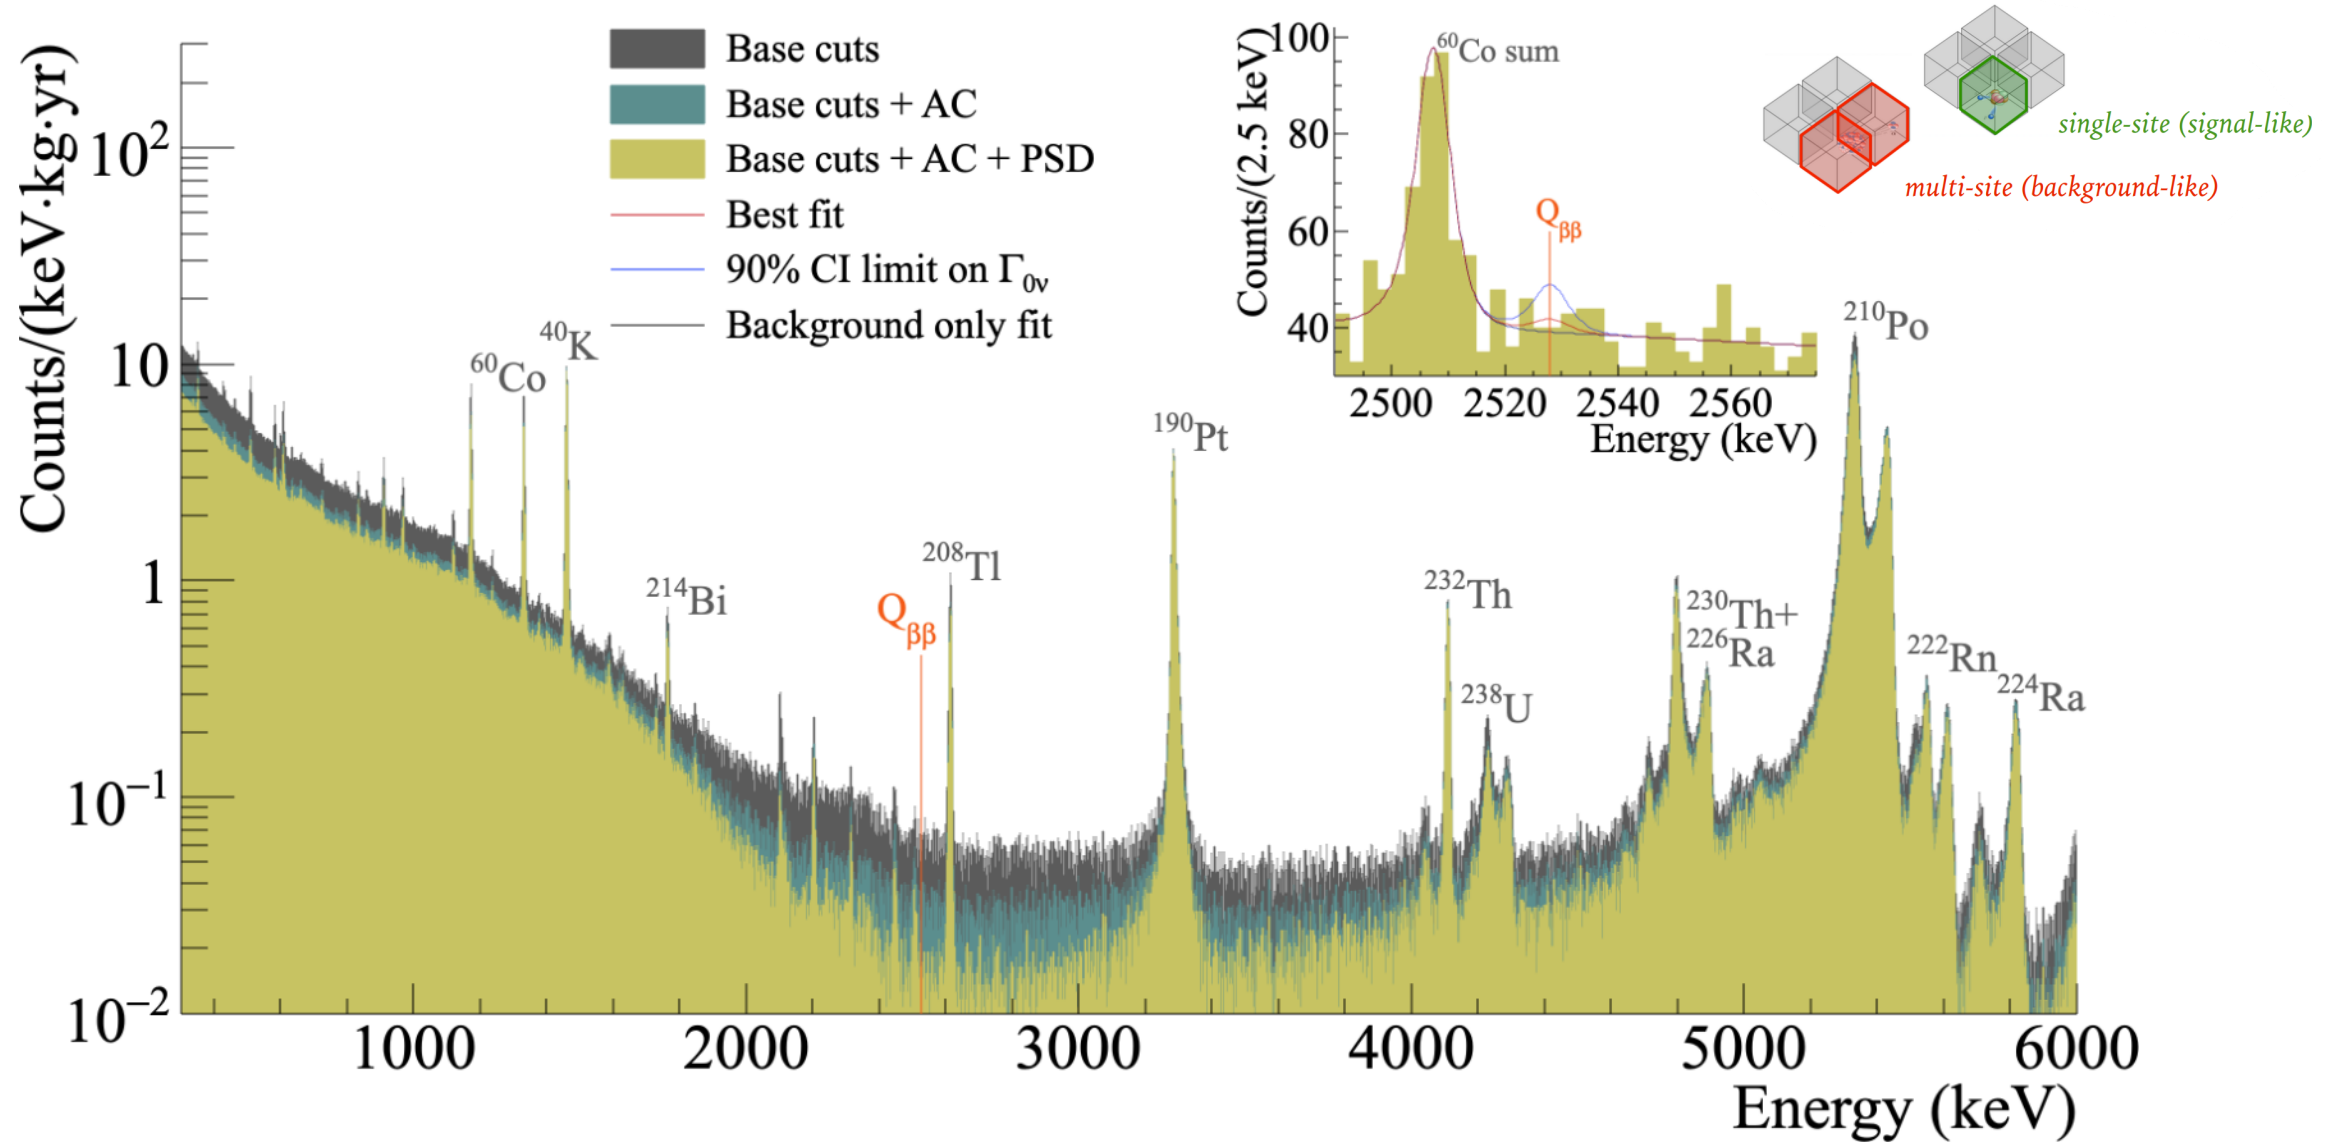 Counts/(keV·kg·yr)
10²
10
1
10⁻¹
10⁻²
1000 2000 3000 4000 5000 6000
Energy (keV)
Base cuts
Base cuts + AC
Base cuts + AC + PSD
Best fit
90% CI limit on Γ₀ᵥ
Background only fit
⁶⁰Co
⁴⁰K
²¹⁴Bi
Qββ
²⁰⁸Tl
¹⁹⁰Pt
²³²Th
²³⁸U
²³⁰Th+
²²⁶Ra
²¹⁰Po
²²²Rn
²²⁴Ra
Counts/(2.5 keV)
100
80
60
40
2500 2520 2540 2560
Energy (keV)
⁶⁰Co sum
Qββ
single-site (signal-like)
multi-site (background-like)